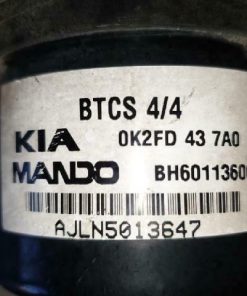 BTCS 4/4
KIA 0K2FD 43 7A0
MANDO BH6011360
AJLN5013647